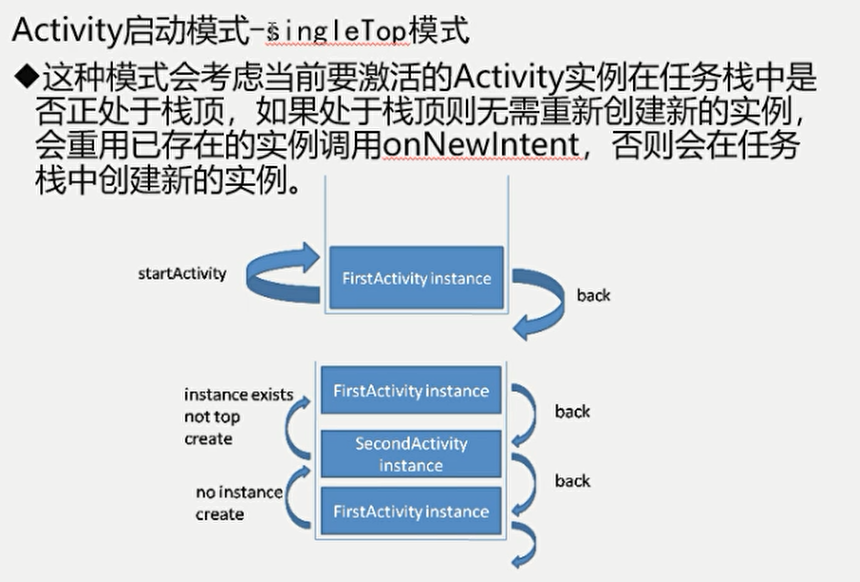 Activity启动模式-singleTop模式
◆这种模式会考虑当前要激活的Activity实例在任务栈中是
否正处于栈顶，如果处于栈顶则无需重新创建新的实例，
会重用已存在的实例调用onNewIntent，否则会在任务
栈中创建新的实例。
startActivity
FirstActivity instance
back
FirstActivity instance
instance exists
not top
create
back
SecondActivity
instance
back
no instance
create
FirstActivity instance